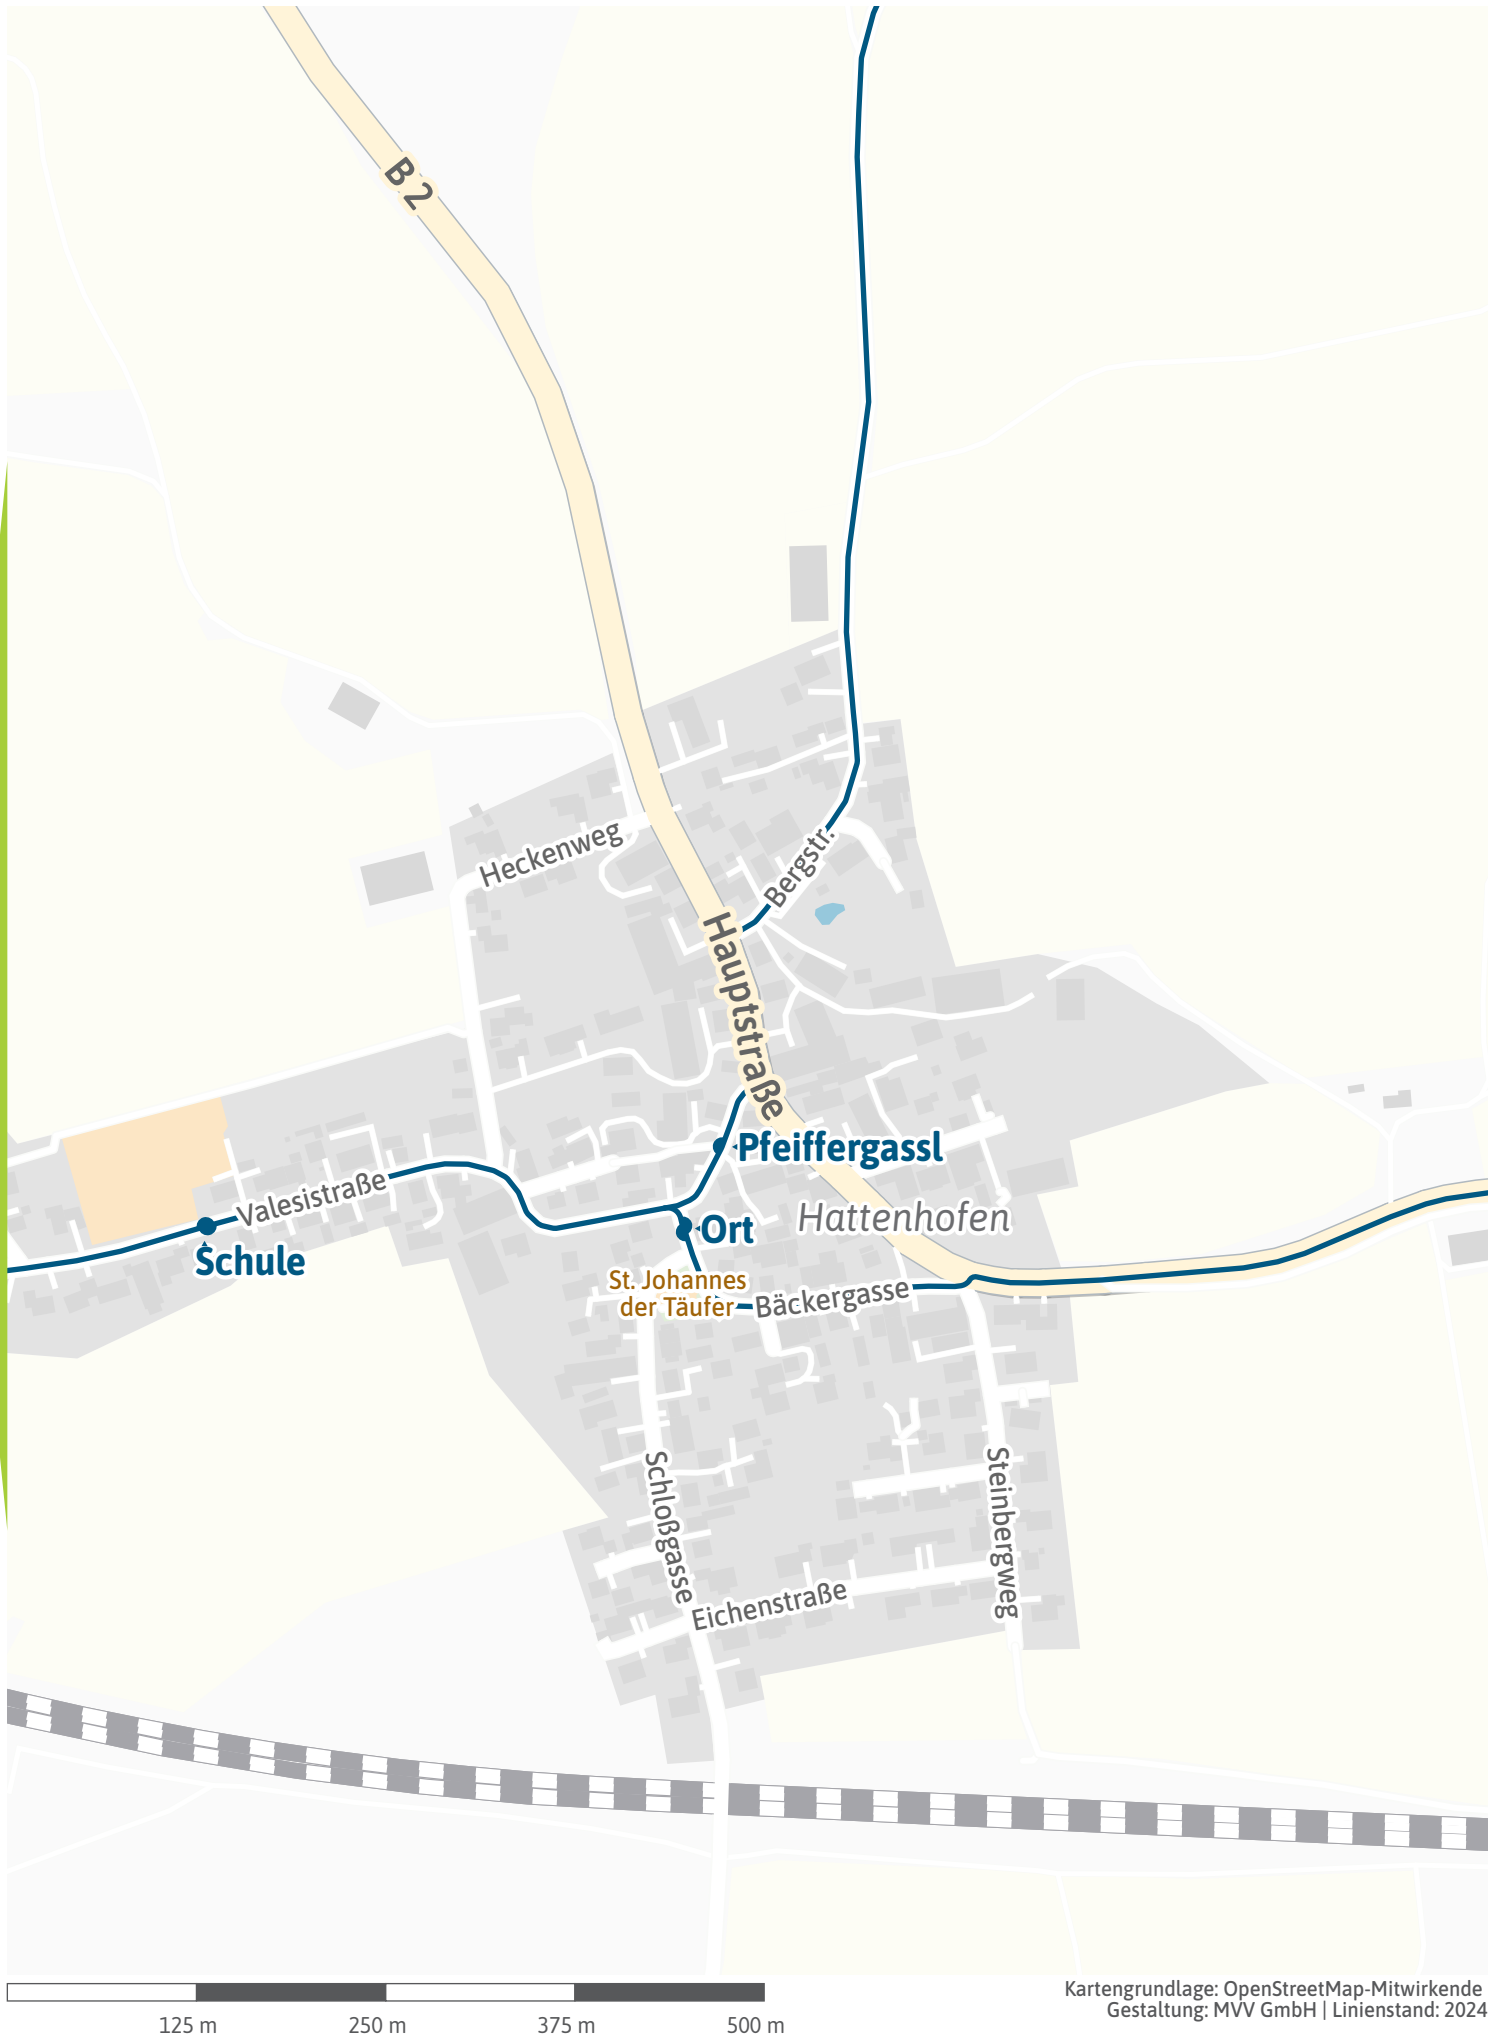 B 2
Heckenweg
Bergstr.
Hauptstraße
Pfeiffergassl
Valesistraße
Hattenhofen
Ort
Schule
St. Johannes
der Täufer
Bäckergasse
Schloßgasse
Steinbergweg
Eichenstraße
Kartengrundlage: OpenStreetMap-Mitwirkende
Gestaltung: MVV GmbH | Linienstand: 2024
125 m 250 m 375 m 500 m